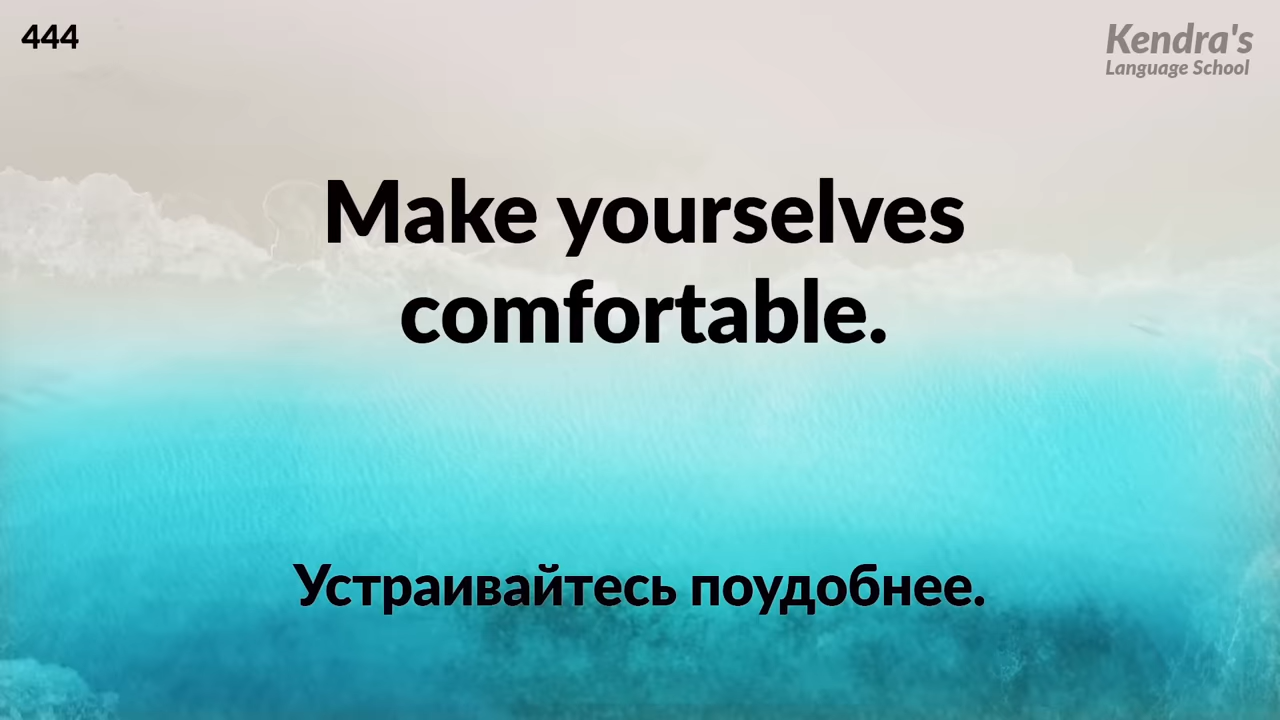 444
Kendra's
Language School
Make yourselves
comfortable.
Устраивайтесь поудобнее.